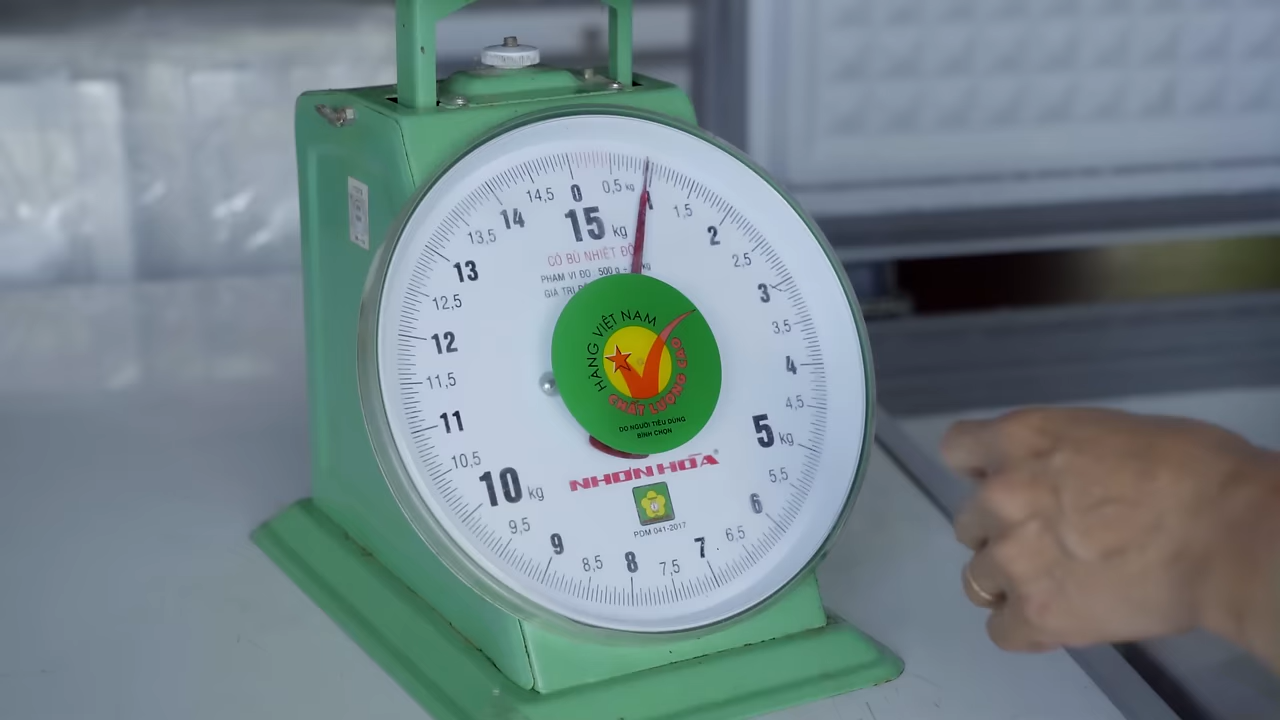 0
0,5 kg
1
1,5
2
2,5
3
3,5
4
4,5
5 kg
5,5
6
6,5
7
7,5
8
8,5
9
9,5
10 kg
10,5
11
11,5
12
12,5
13
13,5
14
14,5
15 kg
CÓ BÙ NHIỆT ĐỘ
PHẠM VI ĐO : 500 g - kg
GIÁ TRỊ
HÀNG VIỆT NAM
CHẤT LƯỢNG CAO
DO NGƯỜI TIÊU DÙNG
BÌNH CHỌN
NHƠN HÒA®
PDM 041-2017